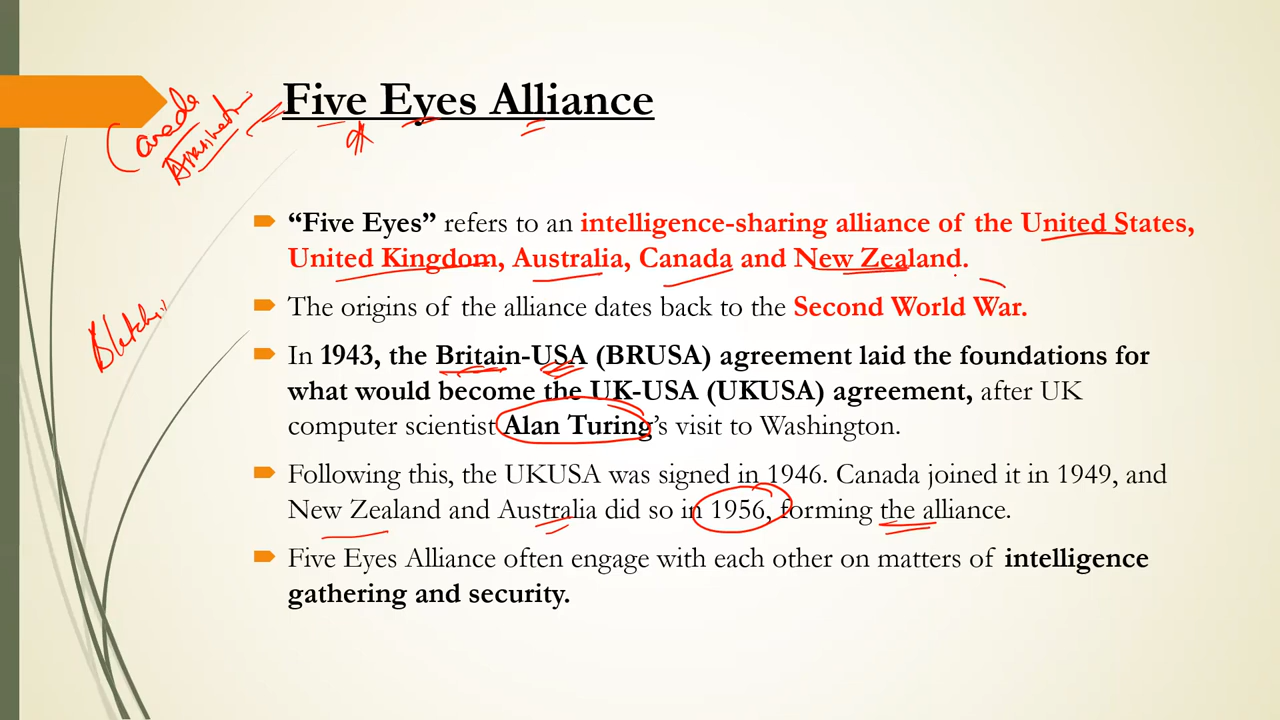 Five Eyes Alliance
Canada
“Five Eyes” refers to an intelligence-sharing alliance of the United States,
United Kingdom, Australia, Canada and New Zealand.
The origins of the alliance dates back to the Second World War.
In 1943, the Britain-USA (BRUSA) agreement laid the foundations for
what would become the UK-USA (UKUSA) agreement, after UK
computer scientist Alan Turing’s visit to Washington.
Following this, the UKUSA was signed in 1946. Canada joined it in 1949, and
New Zealand and Australia did so in 1956, forming the alliance.
Five Eyes Alliance often engage with each other on matters of intelligence
gathering and security.